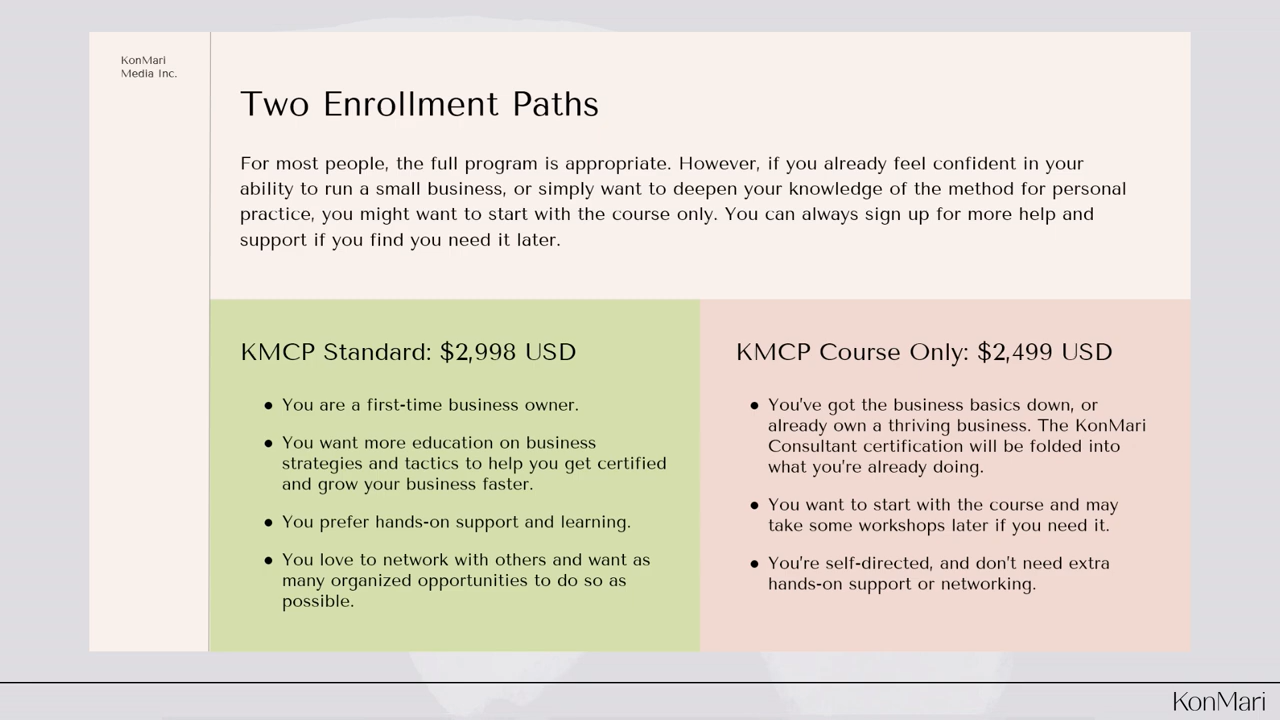 KonMari
Media Inc.
Two Enrollment Paths
For most people, the full program is appropriate. However, if you already feel confident in your
ability to run a small business, or simply want to deepen your knowledge of the method for personal
practice, you might want to start with the course only. You can always sign up for more help and
support if you find you need it later.
KMCP Standard: $2,998 USD
● You are a first-time business owner.
● You want more education on business
strategies and tactics to help you get certified
and grow your business faster.
● You prefer hands-on support and learning.
● You love to network with others and want as
many organized opportunities to do so as
possible.
KMCP Course Only: $2,499 USD
● You've got the business basics down, or
already own a thriving business. The KonMari
Consultant certification will be folded into
what you're already doing.
● You want to start with the course and may
take some workshops later if you need it.
● You're self-directed, and don't need extra
hands-on support or networking.
KonMari